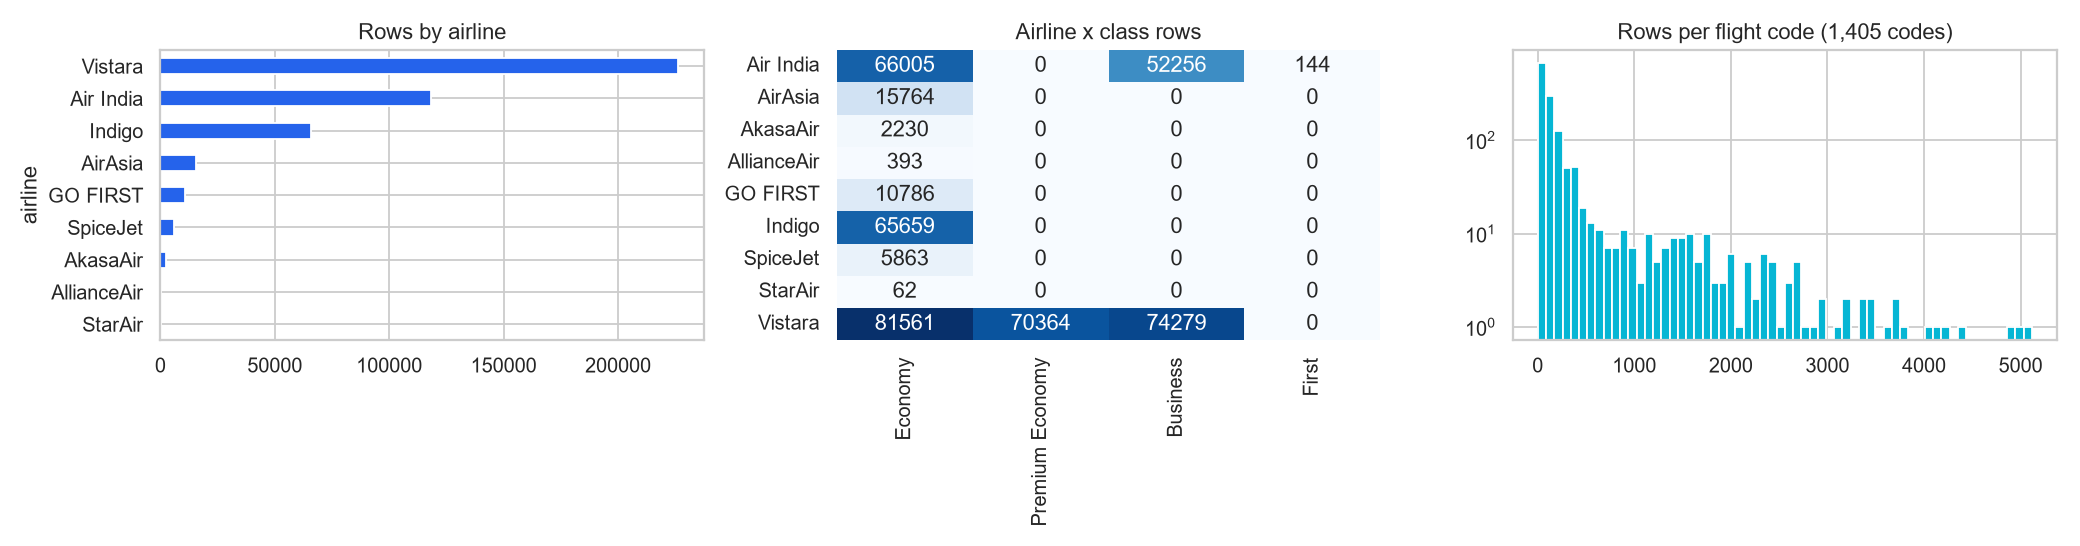 Rows by airline
airline
Vistara
Air India
Indigo
AirAsia
GO FIRST
SpiceJet
AkasaAir
AllianceAir
StarAir
0 50000 100000 150000 200000
Airline x class rows
Air India 66005 0 52256 144
AirAsia 15764 0 0 0
AkasaAir 2230 0 0 0
AllianceAir 393 0 0 0
GO FIRST 10786 0 0 0
Indigo 65659 0 0 0
SpiceJet 5863 0 0 0
StarAir 62 0 0 0
Vistara 81561 70364 74279 0
Economy
Premium Economy
Business
First
Rows per flight code (1,405 codes)
10²
10¹
10⁰
0 1000 2000 3000 4000 5000